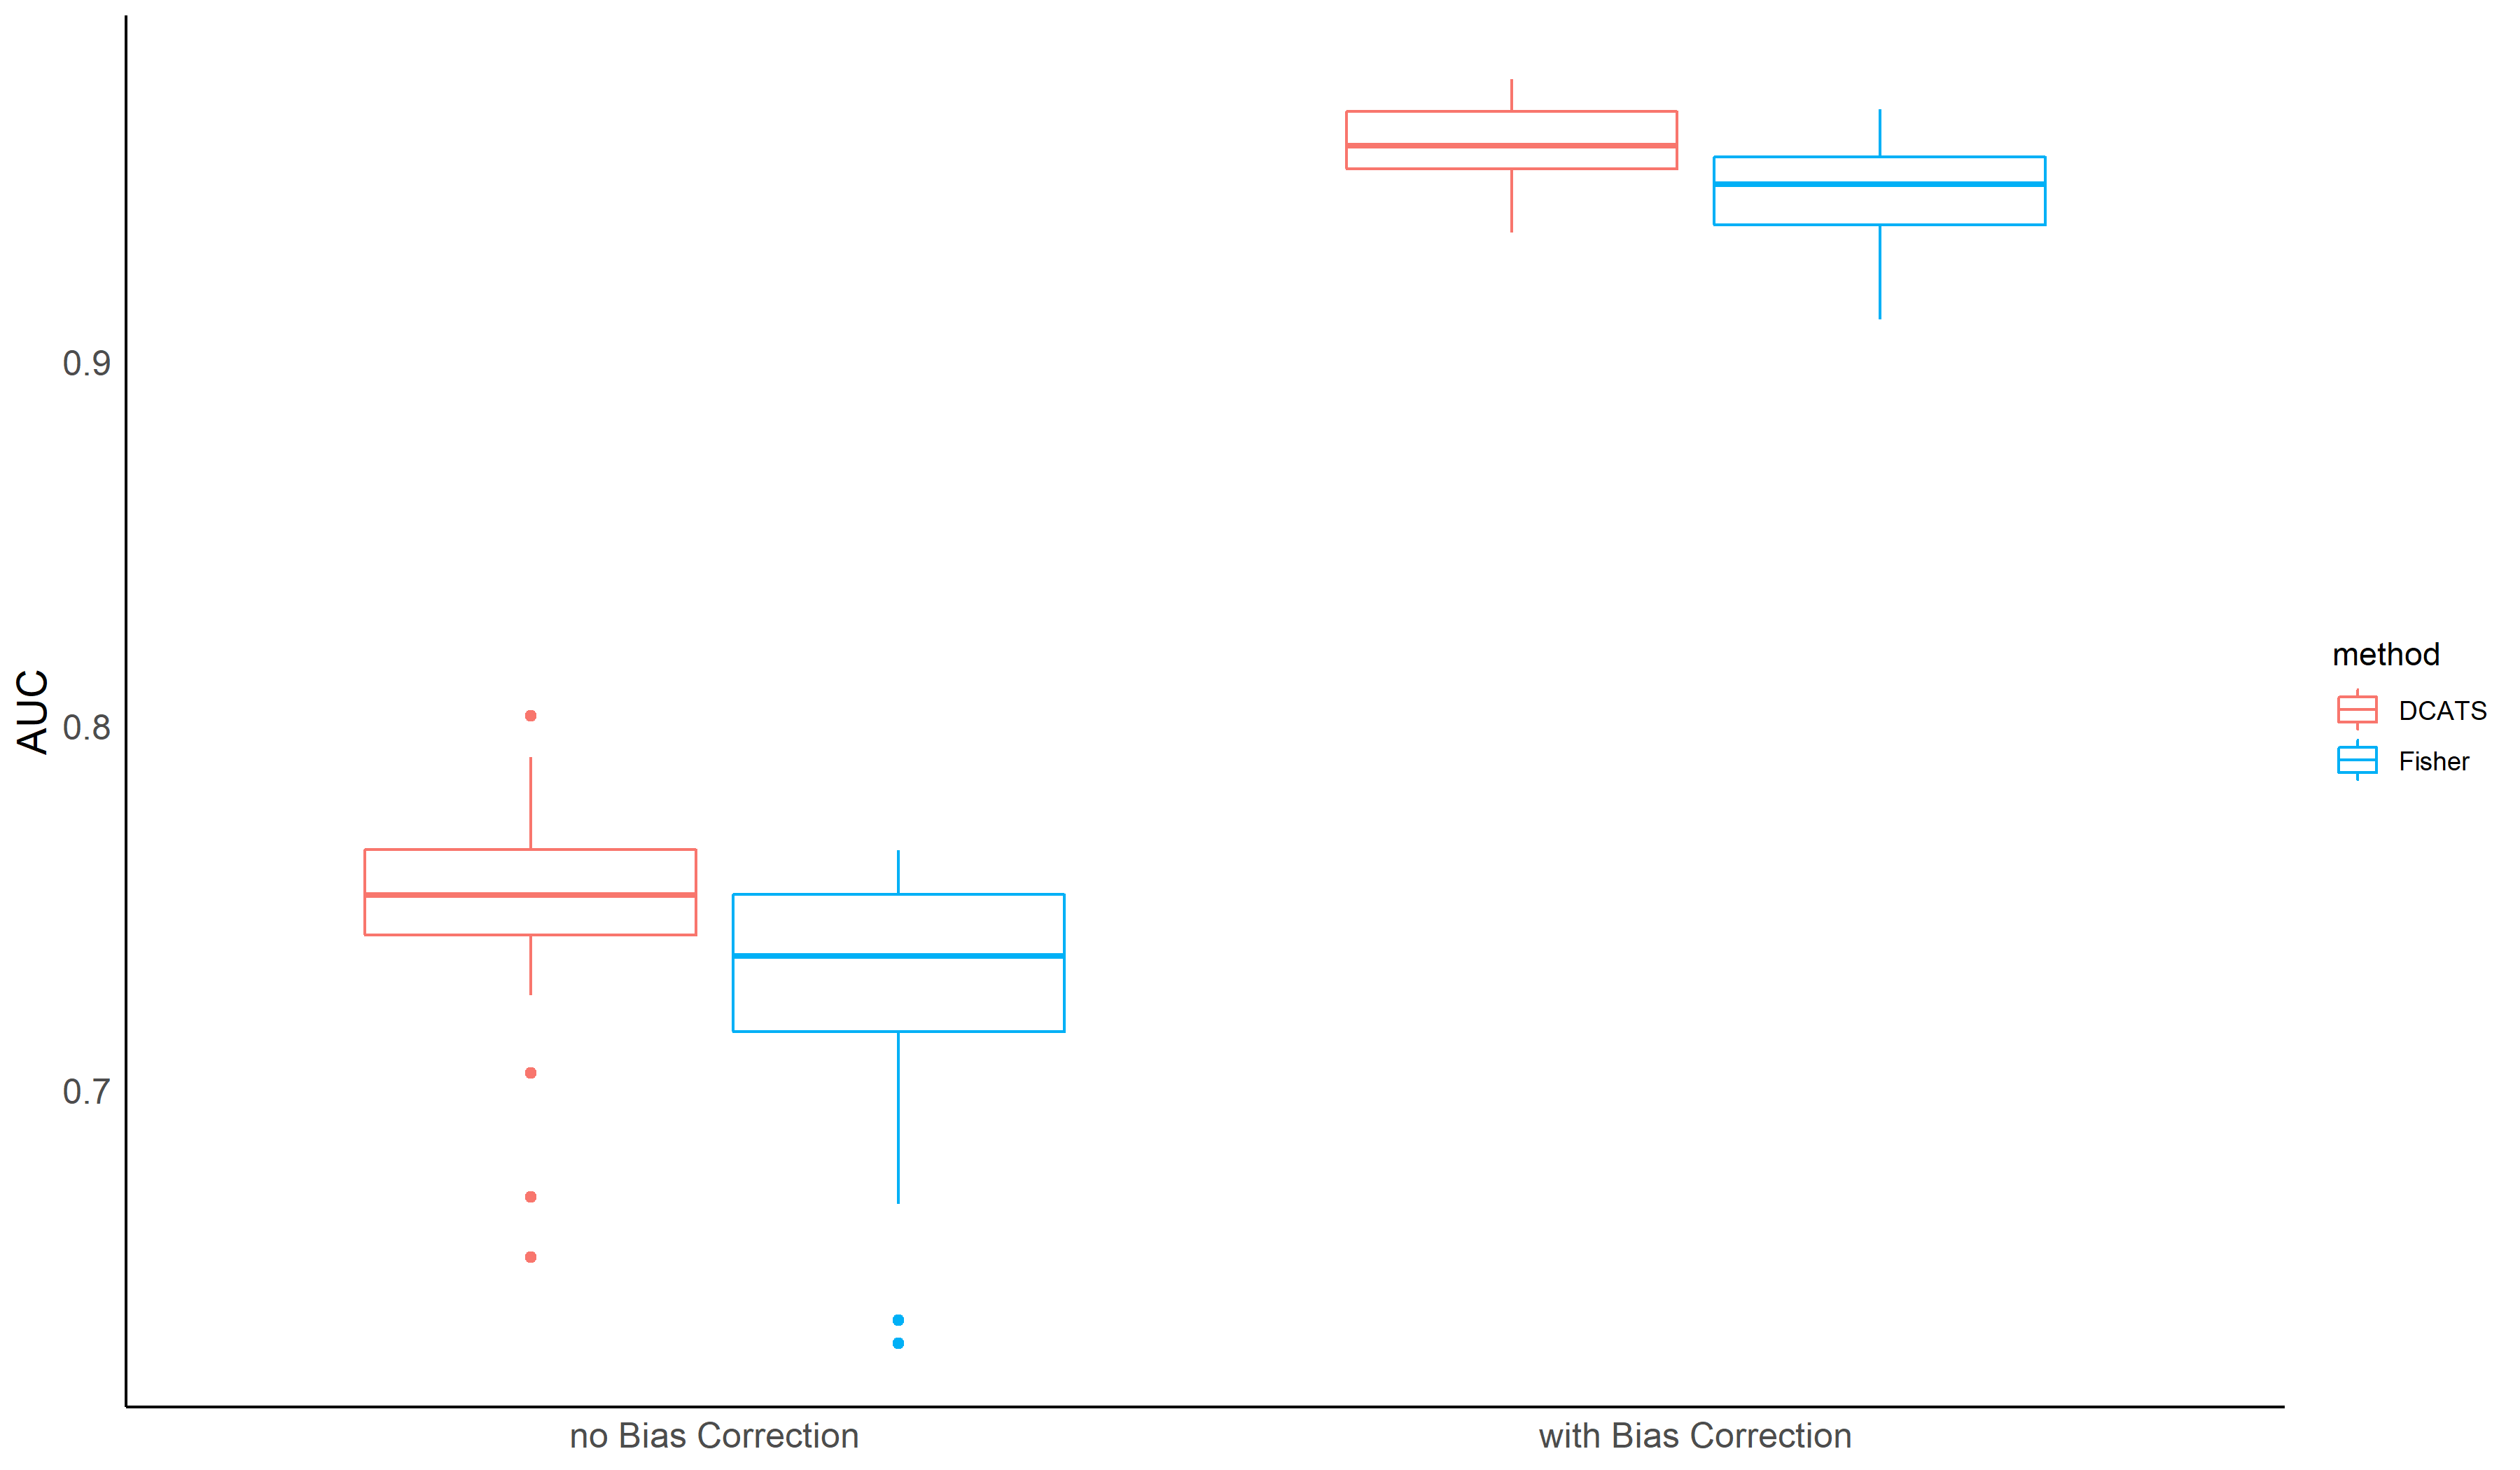 AUC
0.9
0.8
0.7
no Bias Correction
with Bias Correction
method
DCATS
Fisher